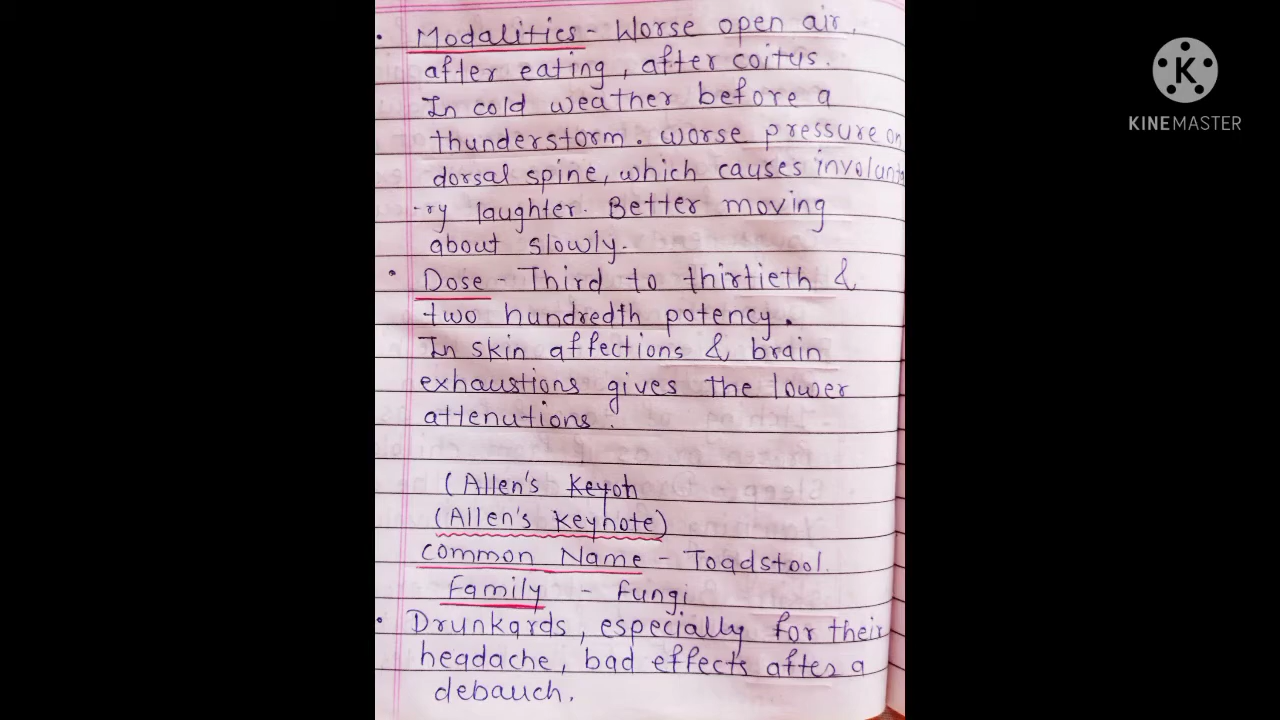 • Modalitics - Worse open air,
after eating, after coitus.
In cold weather before a
thunderstorm. worse pressure on
dorsal spine, which causes involunta
-ry laughter. Better moving
about slowly.
• Dose - Third to thirtieth &
two hundredth potency.
In skin affections & brain
exhaustions gives the lower
attenutions.
(Allen's Keyoh
(Allen's Keynote)
Common Name - Toadstool.
Family - Fungi
• Drunkards, especially for their
headache, bad effects after a
debauch.
K
KINEMASTER